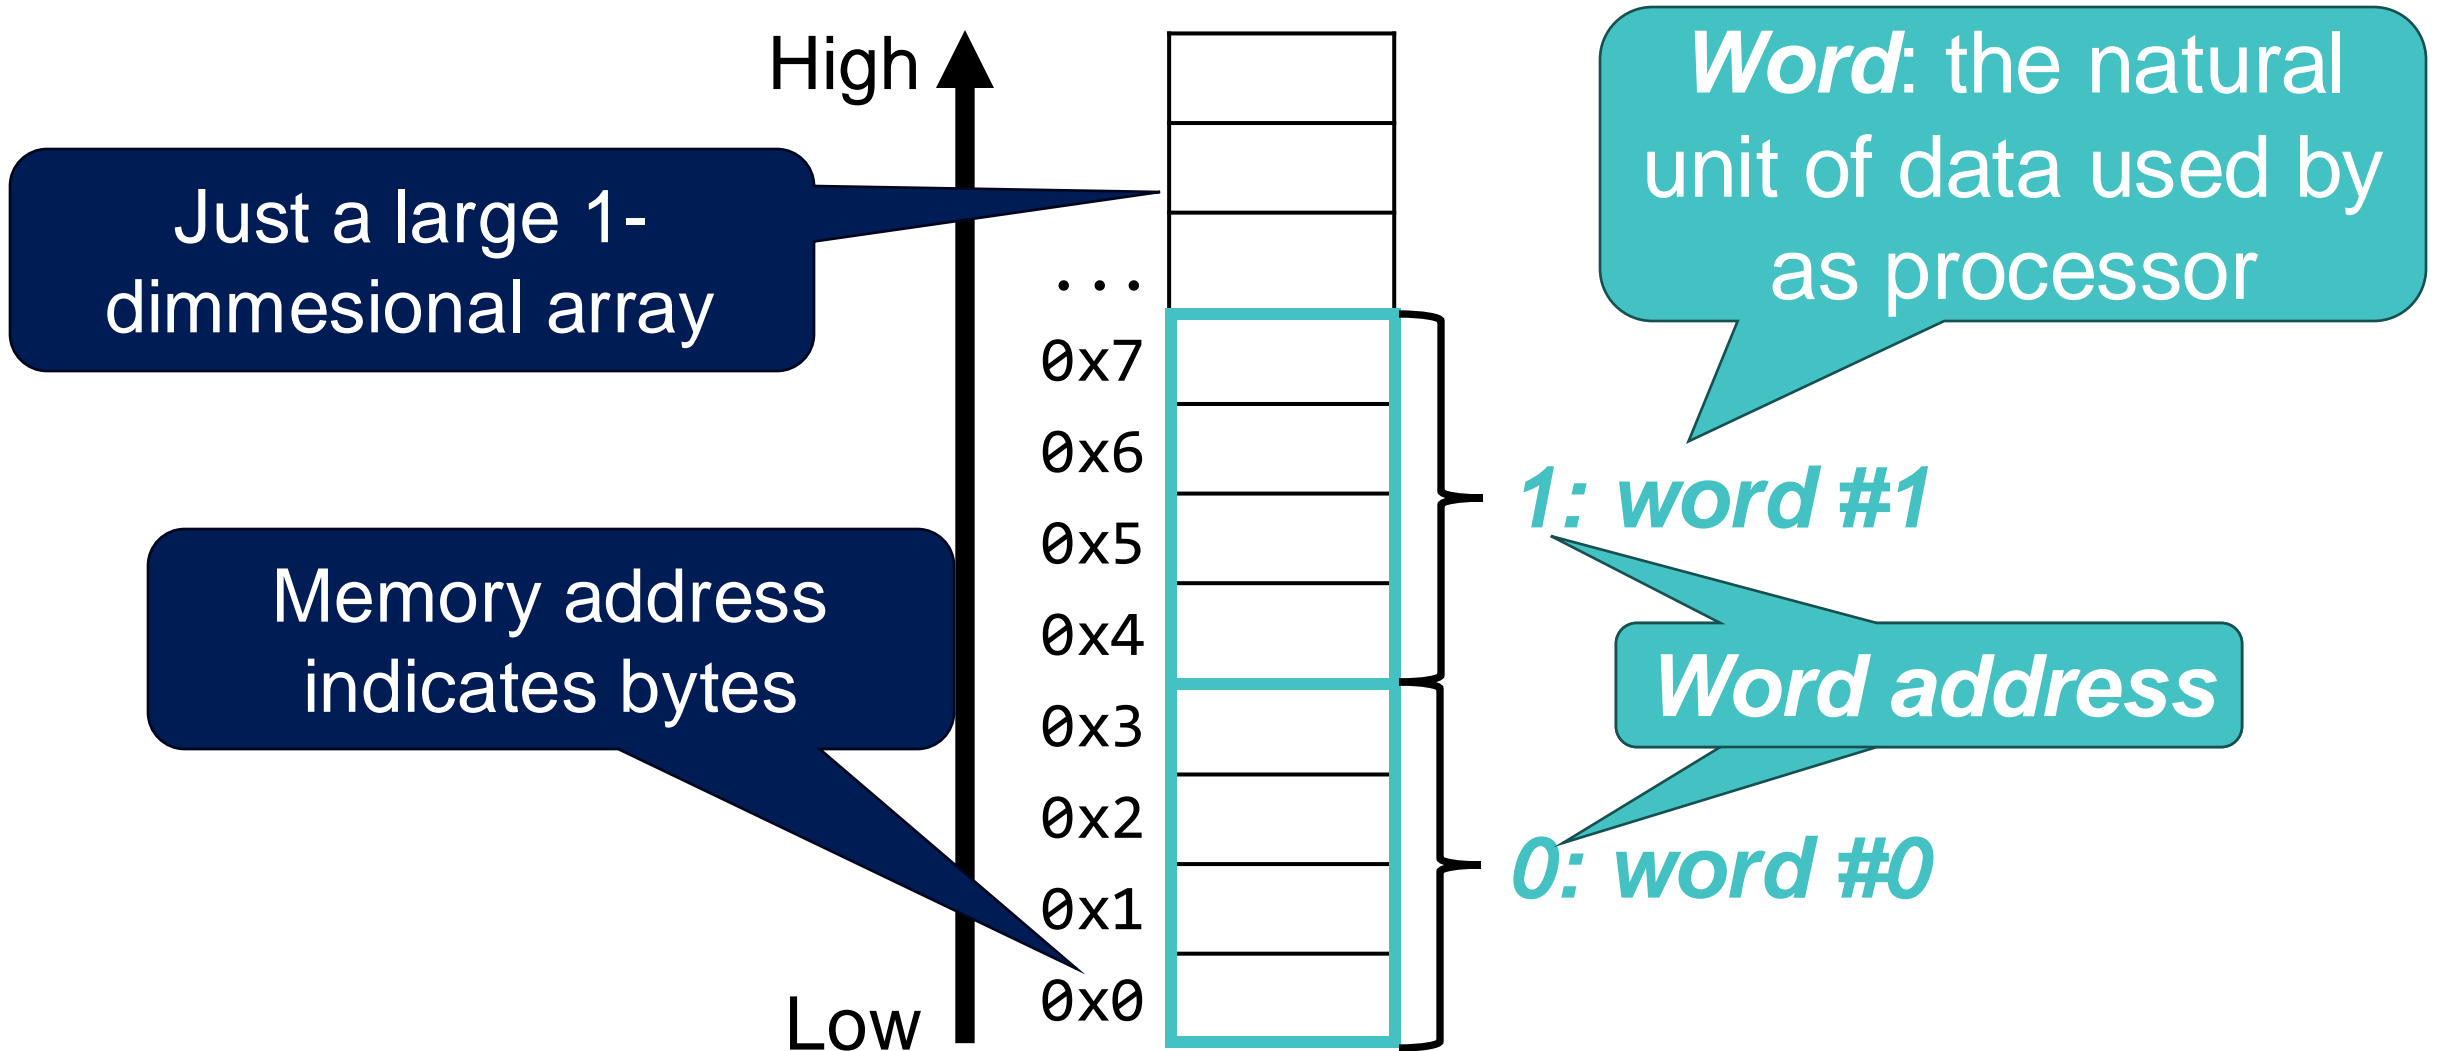 High
Word: the natural
unit of data used by
as processor
Just a large 1-
dimmesional array
...
0x7
0x6
1: word #1
0x5
Memory address
indicates bytes
0x4
Word address
0x3
0x2
0: word #0
0x1
0x0
Low